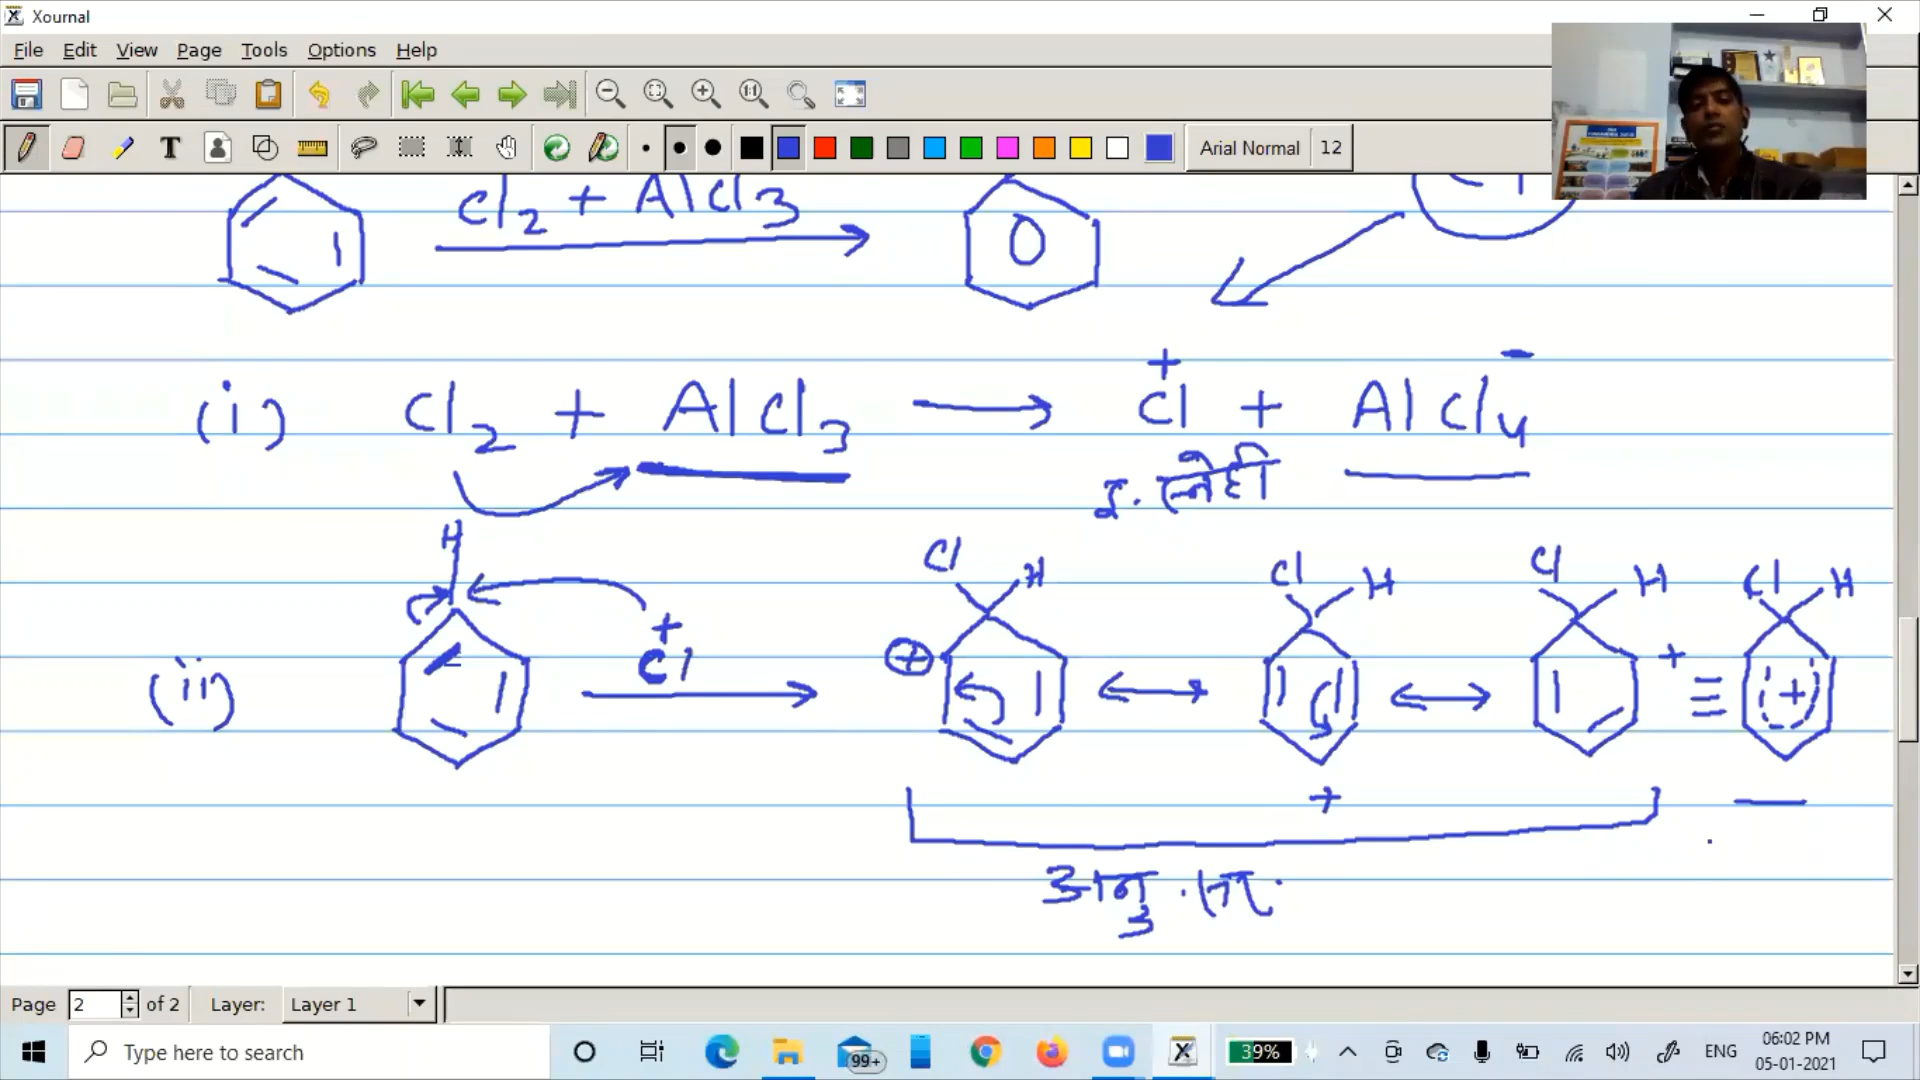 Xournal
File Edit View Page Tools Options Help
Arial Normal 12
Cl2 + AlCl3
(i) Cl2 + AlCl3 → Cl+ + AlCl4-
इ. स्नेही
H
Cl H Cl H Cl H Cl H
(ii) +Cl → + ↔ ↔ + ≡ +
+
अनु.
Page 2 of 2 Layer: Layer 1
Type here to search 99+ 39% ENG 06:02 PM
05-01-2021